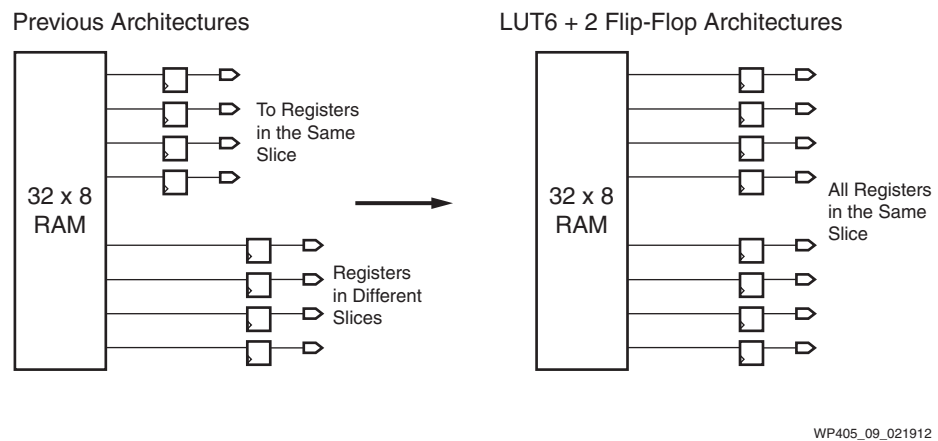 Previous Architectures
32 x 8
RAM
To Registers
in the Same
Slice
Registers
in Different
Slices
LUT6 + 2 Flip-Flop Architectures
32 x 8
RAM
All Registers
in the Same
Slice
WP405_09_021912